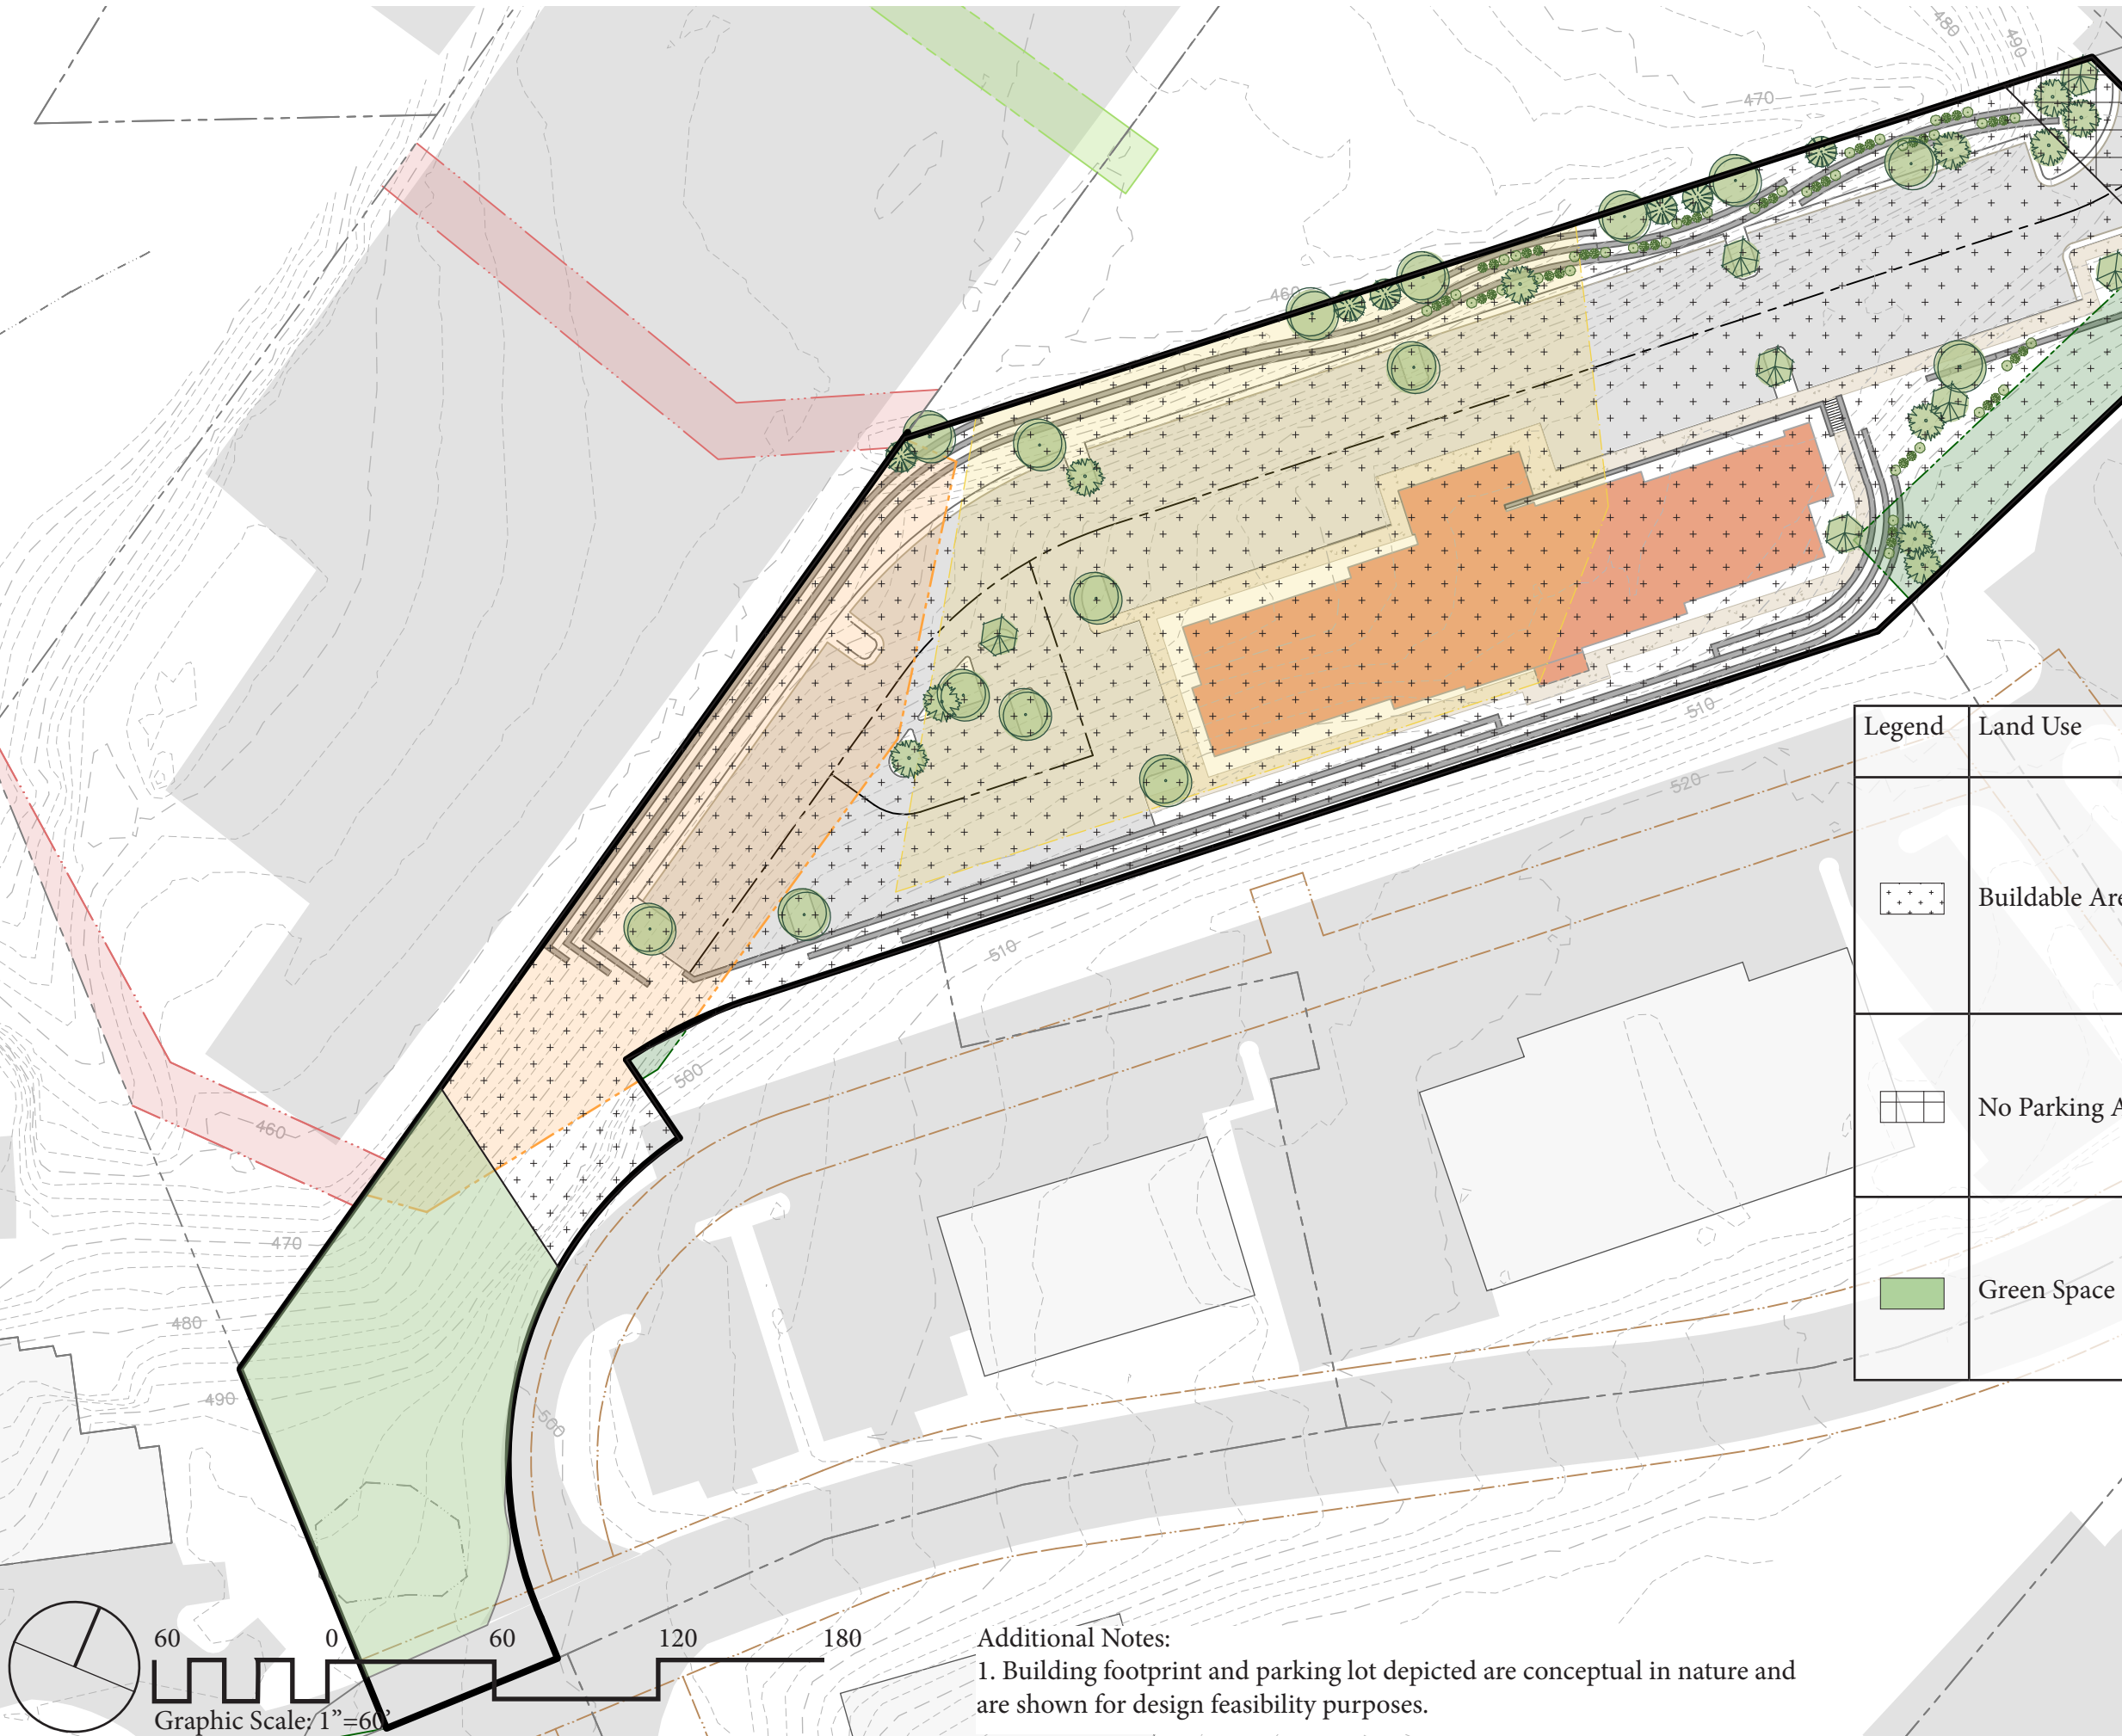 480
490
470
460
510
520
510
500
460
470
480
490
500
Legend
Land Use
Buildable
No Parking
Green Space
60 0 60 120 180
Graphic Scale: 1”=60’
Additional Notes:
1. Building footprint and parking lot depicted are conceptual in nature and
are shown for design feasibility purposes.